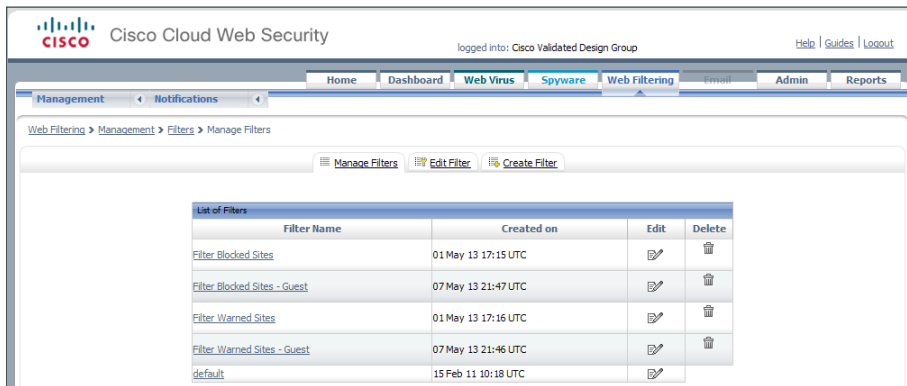 CISCO Cisco Cloud Web Security
logged into: Cisco Validated Design Group
Help | Guides | Logout
Home Dashboard Web Virus Spyware Web Filtering Email Admin Reports
Management Notifications
Web Filtering > Management > Filters > Manage Filters
Manage Filters Edit Filter Create Filter
List of Filters
Filter Name Created on Edit Delete
Filter Blocked Sites 01 May 13 17:15 UTC
Filter Blocked Sites - Guest 07 May 13 21:47 UTC
Filter Warned Sites 01 May 13 17:16 UTC
Filter Warned Sites - Guest 07 May 13 21:46 UTC
default 15 Feb 11 10:18 UTC